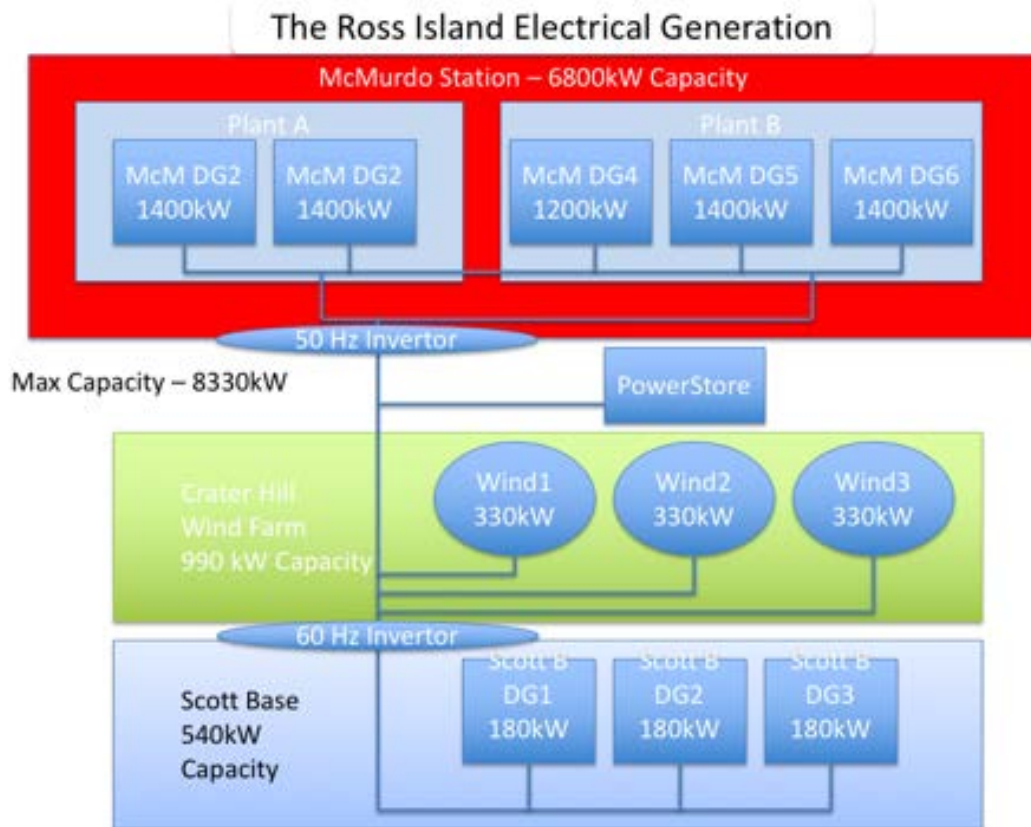 The Ross Island Electrical Generation
McMurdo Station – 6800kW Capacity
Plant A
Plant B
McM DG2
1400kW
McM DG2
1400kW
McM DG4
1200kW
McM DG5
1400kW
McM DG6
1400kW
50 Hz Invertor
Max Capacity – 8330kW
PowerStore
Crater Hill
Wind Farm
990 kW Capacity
Wind1
330kW
Wind2
330kW
Wind3
330kW
60 Hz Invertor
Scott Base
540kW
Capacity
Scott B
DG1
180kW
Scott B
DG2
180kW
Scott B
DG3
180kW